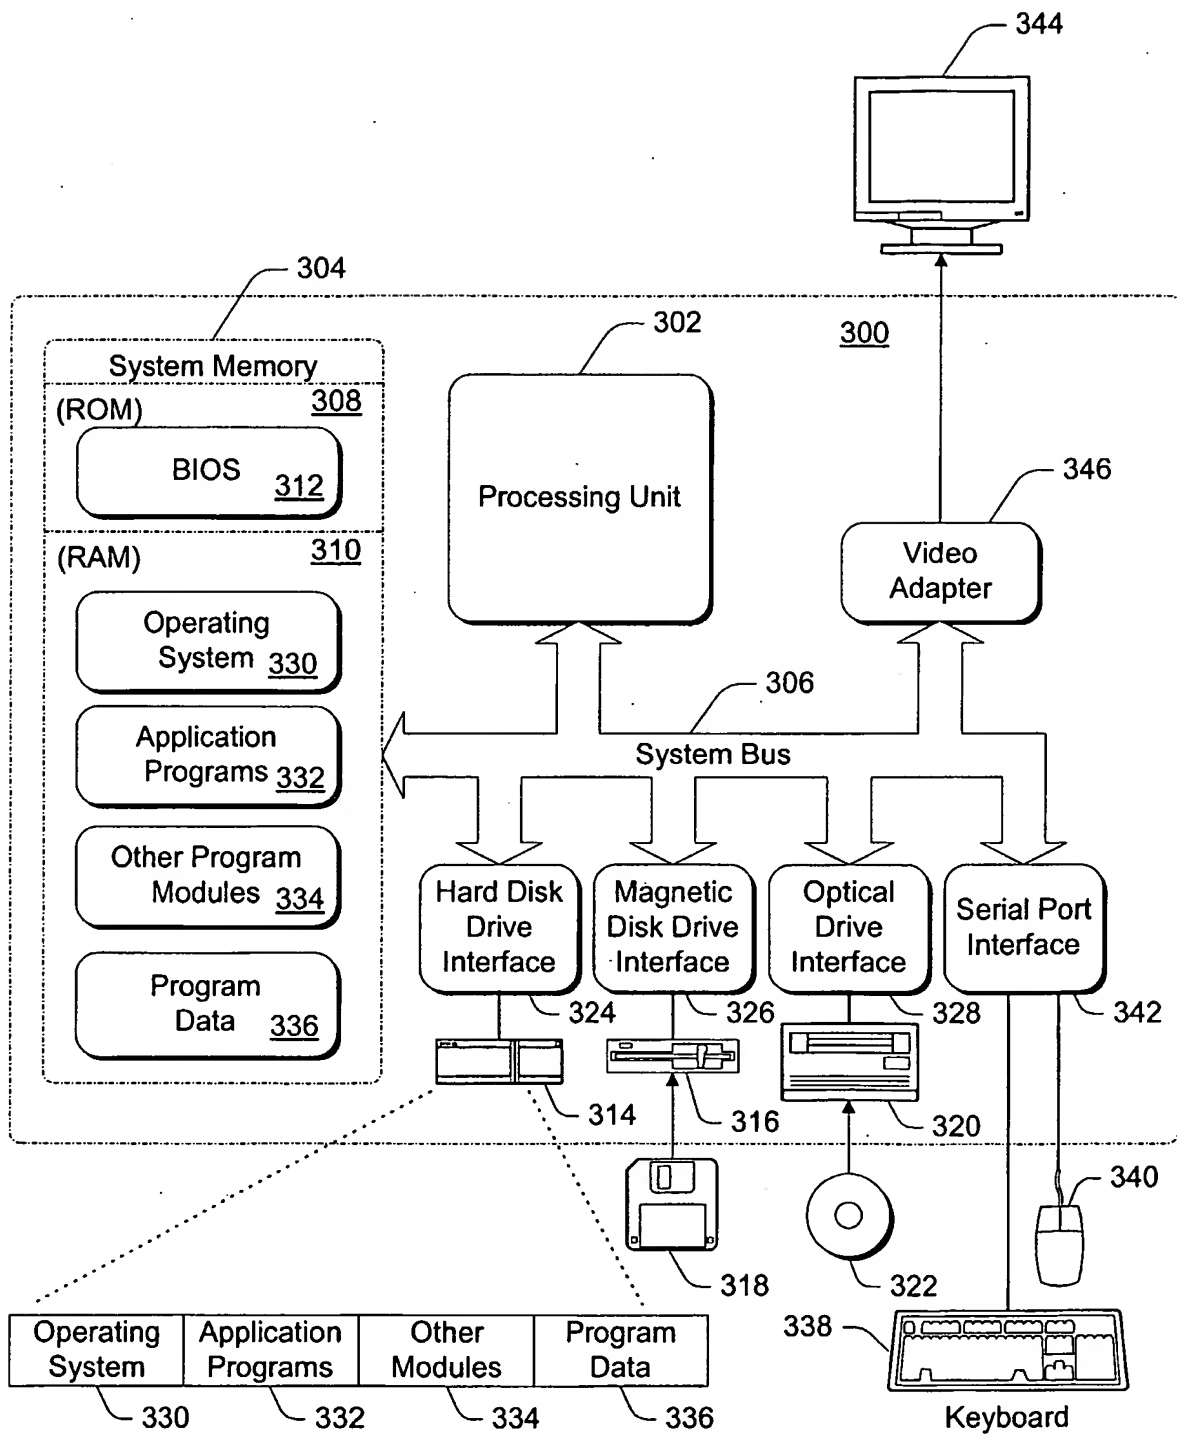 344
304
302
300
System Memory
(ROM)
308
BIOS
312
Processing Unit
346
Video
Adapter
(RAM)
310
Operating
System
330
306
System Bus
Application
Programs
332
Other Program
Modules
334
Program
Data
336
Hard Disk
Drive
Interface
Magnetic
Disk Drive
Interface
Optical
Drive
Interface
Serial Port
Interface
324
326
328
342
314
316
320
318
322
340
338
Keyboard
Operating
System
Application
Programs
Other
Modules
Program
Data
330
332
334
336